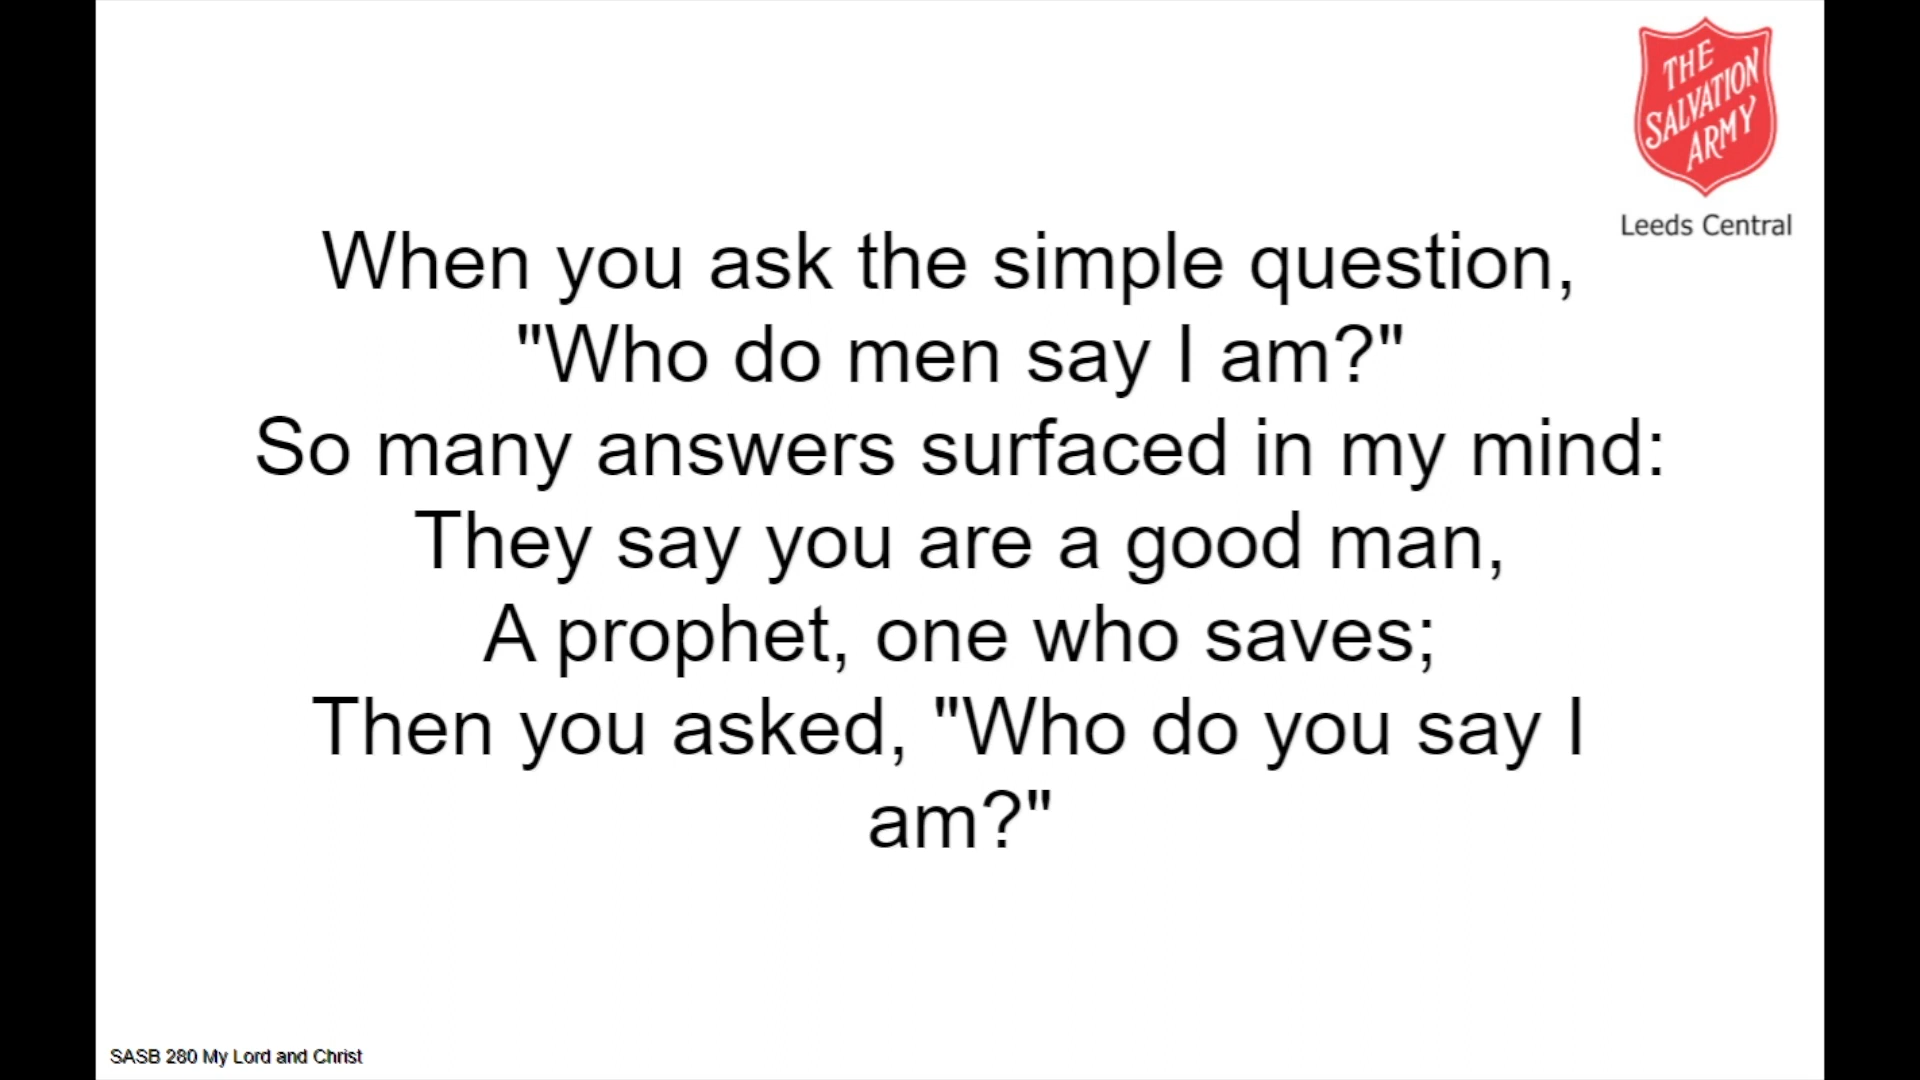 THE
SALVATION
ARMY
Leeds Central
When you ask the simple question,
"Who do men say I am?"
So many answers surfaced in my mind:
They say you are a good man,
A prophet, one who saves;
Then you asked, "Who do you say I
am?"
SASB 280 My Lord and Christ